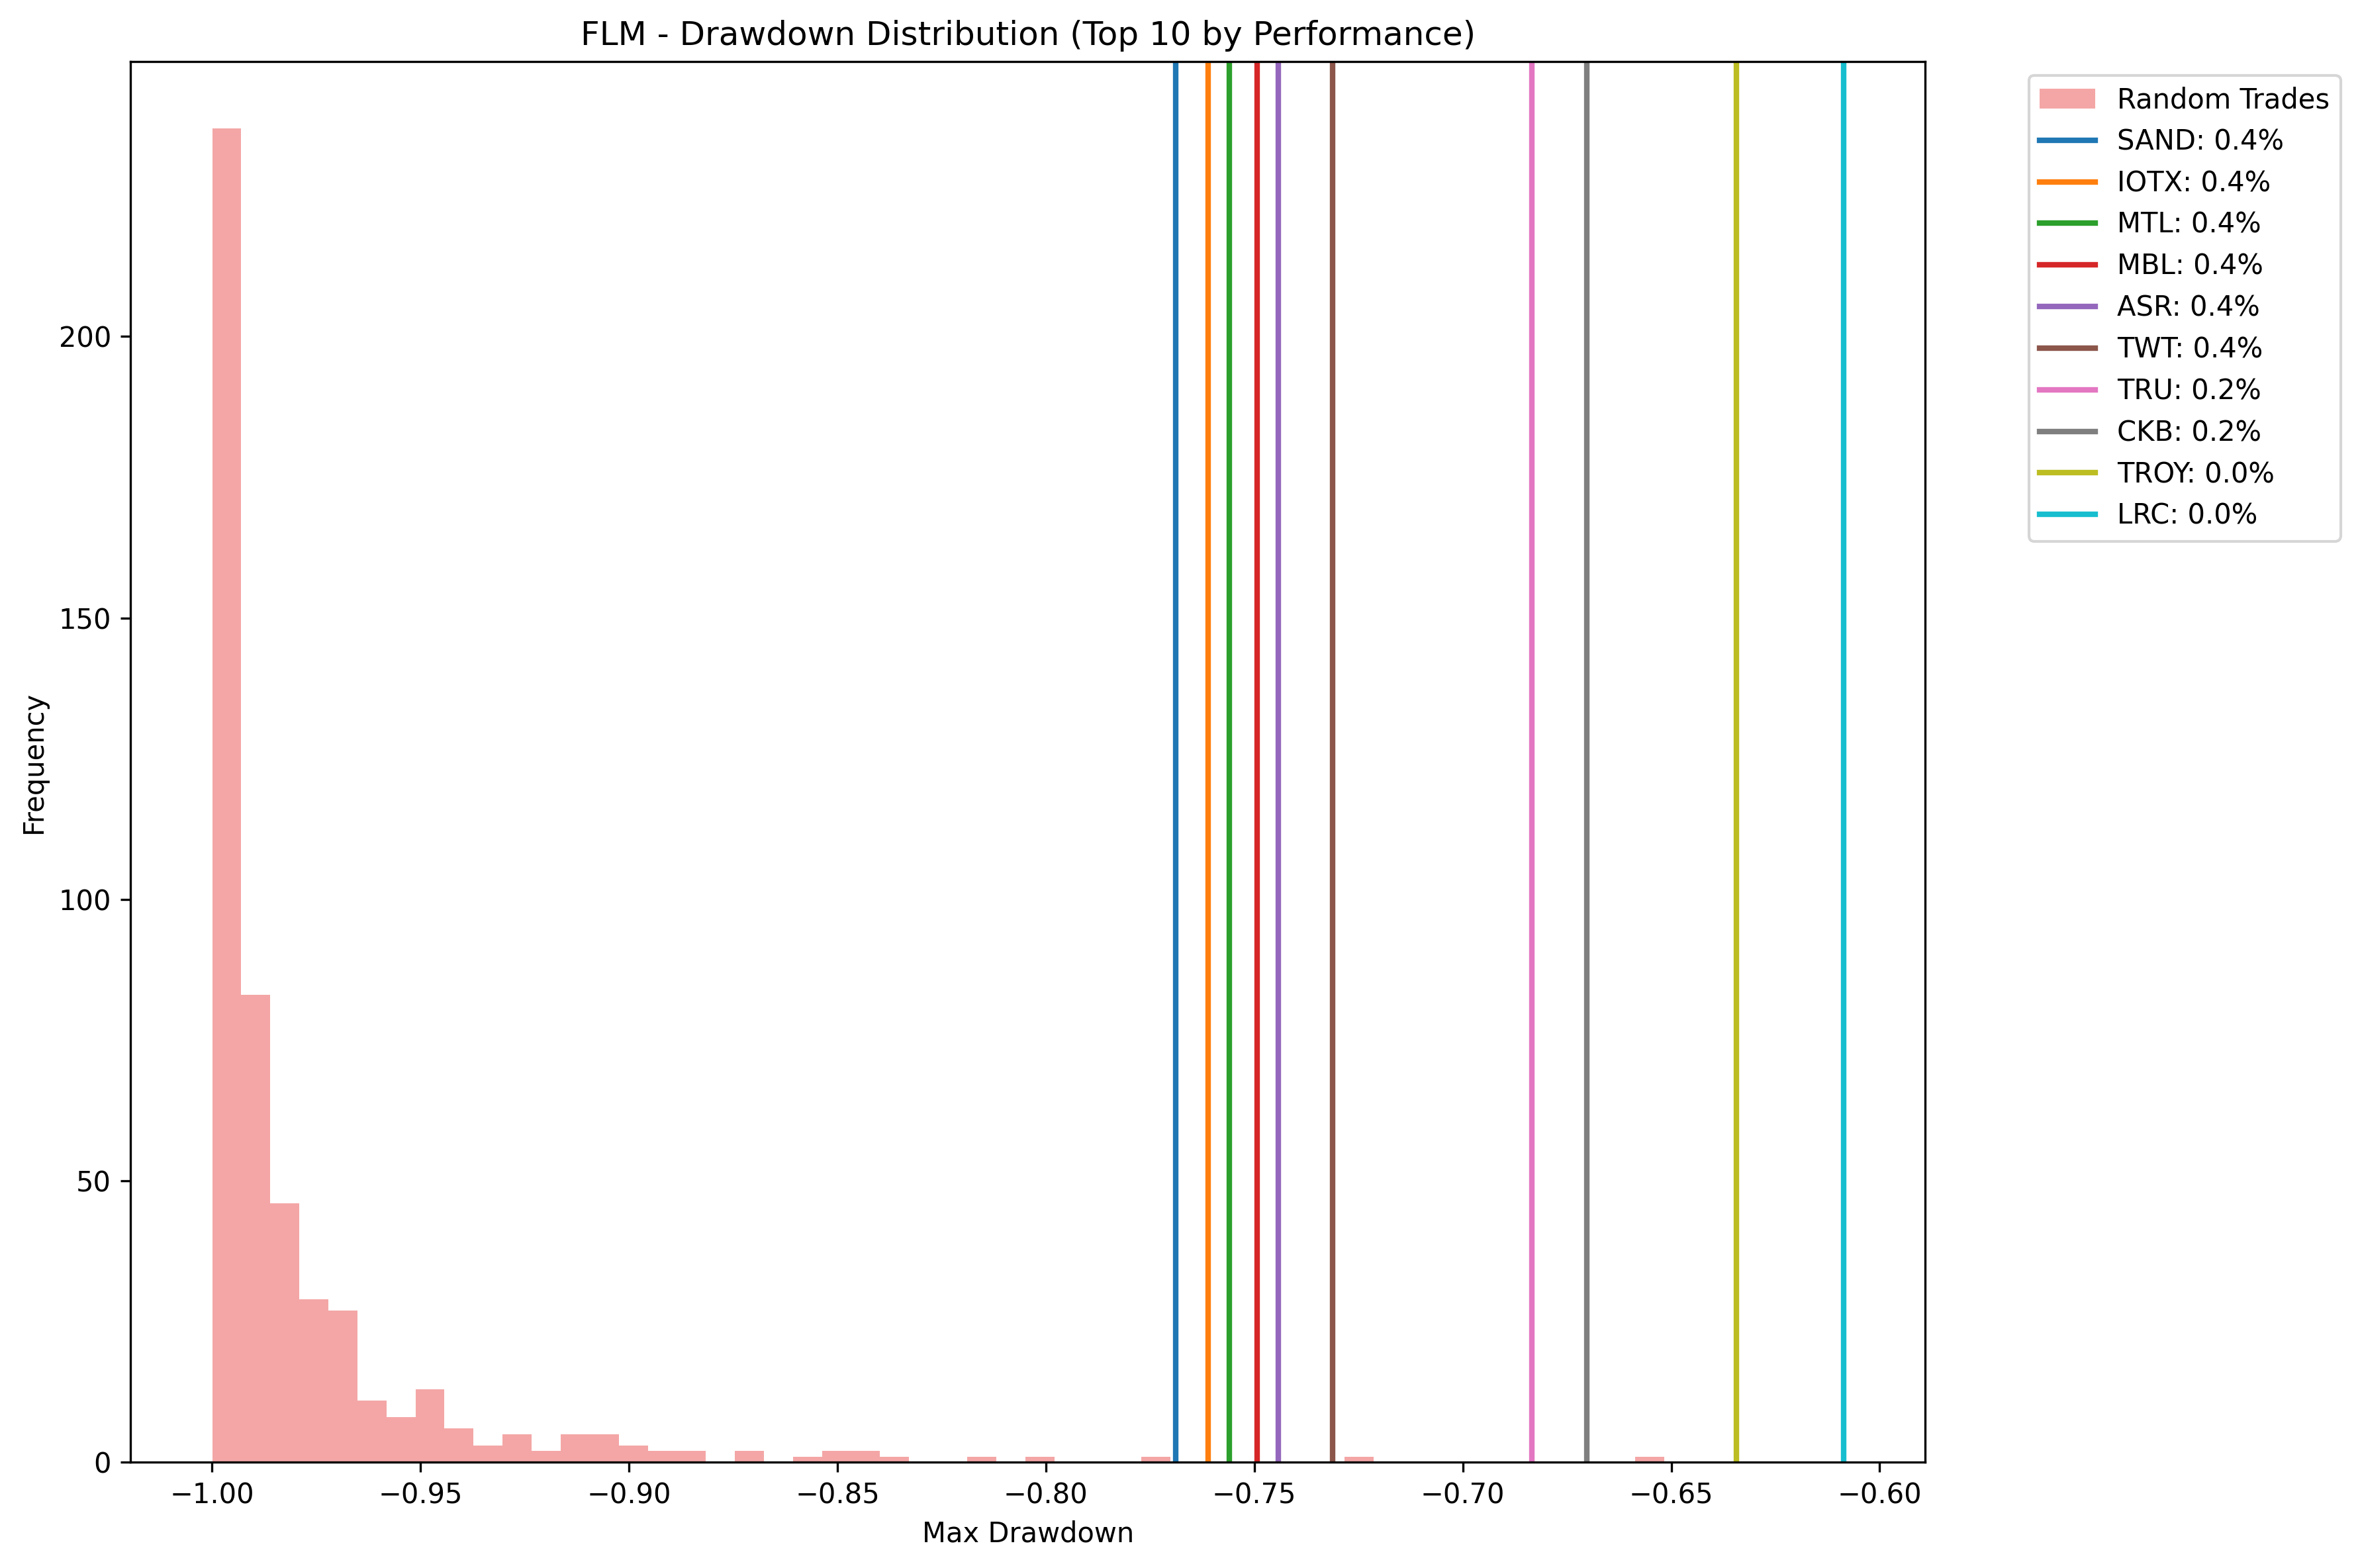 FLM - Drawdown Distribution (Top 10 by Performance)
Random Trades
SAND: 0.4%
IOTX: 0.4%
MTL: 0.4%
MBL: 0.4%
ASR: 0.4%
TWT: 0.4%
TRU: 0.2%
CKB: 0.2%
TROY: 0.0%
LRC: 0.0%
Frequency
200
150
100
50
0
−1.00 −0.95 −0.90 −0.85 −0.80 −0.75 −0.70 −0.65 −0.60
Max Drawdown